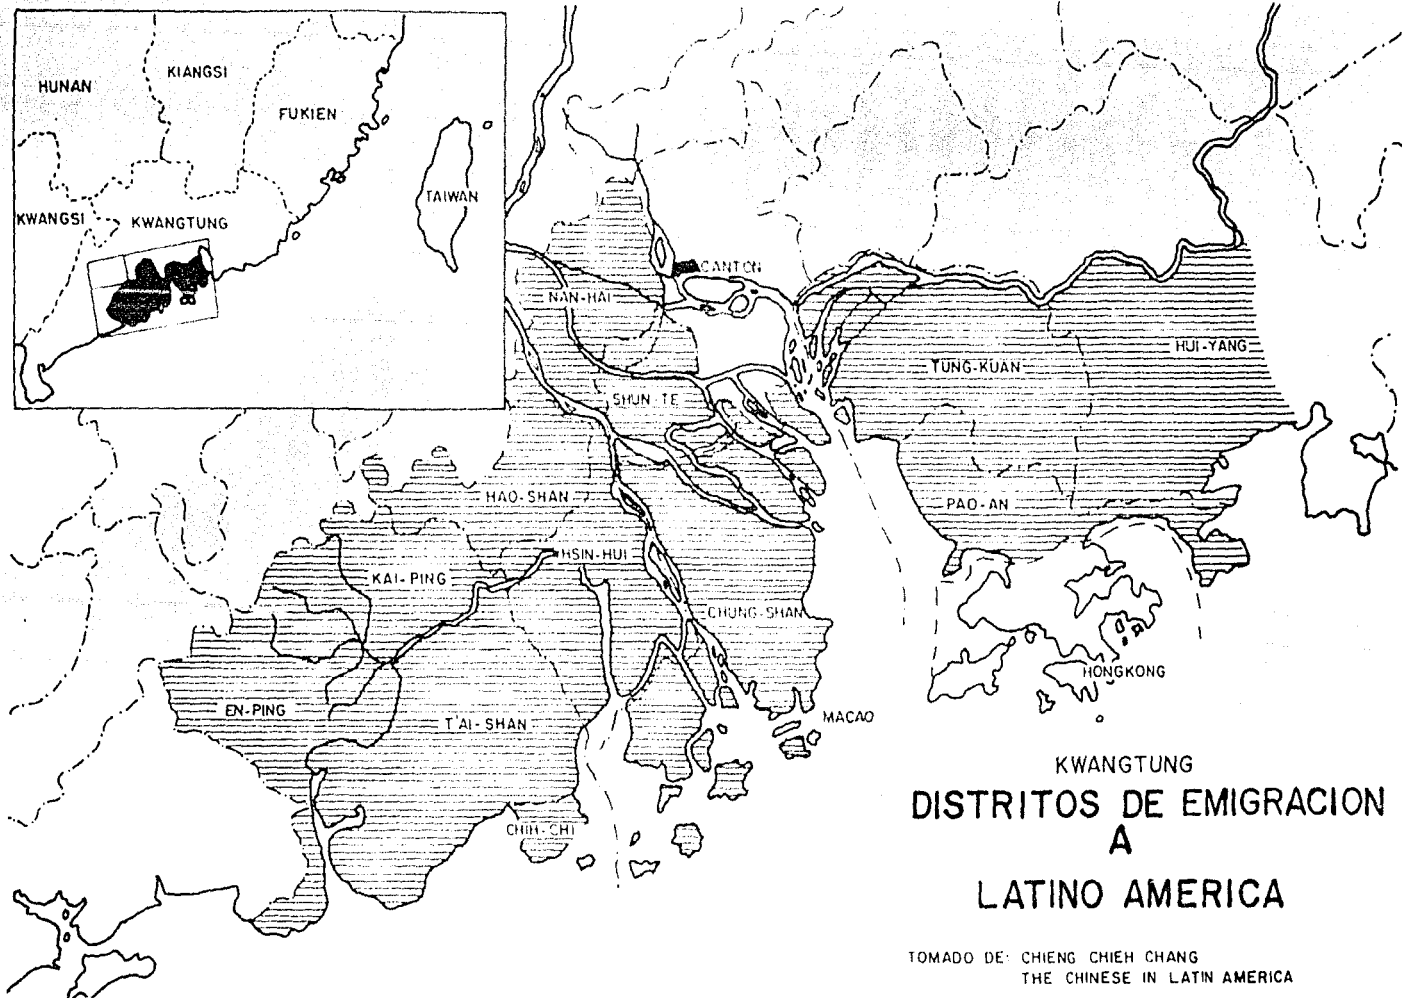 HUNAN
KIANGSI
FUKIEN
TAIWAN
KWANGSI
KWANGTUNG
CANTON
NAN-HAI
HUI-YANG
TUNG-KUAN
SHUN-TE
HAO-SHAN
PAO-AN
HSIN-HUI
KAI-PING
CHUNG-SHAN
HONGKONG
EN-PING
T'AI-SHAN
MACAO
CHIH-CHI
KWANGTUNG
DISTRITOS DE EMIGRACION
A
LATINO AMERICA
TOMADO DE: CHIENG CHIEH CHANG
THE CHINESE IN LATIN AMERICA